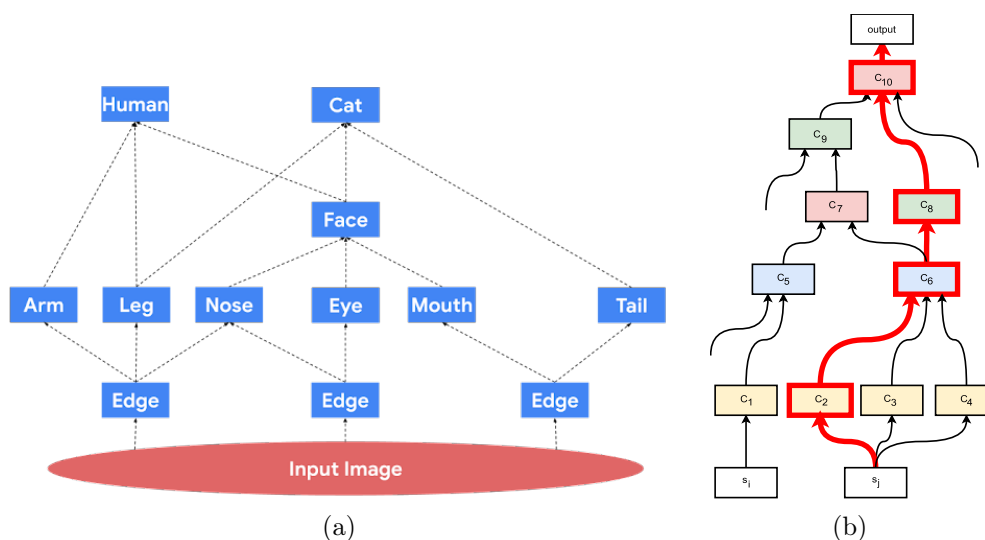 Human
Cat
Face
Arm
Leg
Nose
Eye
Mouth
Tail
Edge
Edge
Edge
Input Image
(a)
output
C10
C9
C7
C8
C5
C6
C1
C2
C3
C4
si
sj
(b)